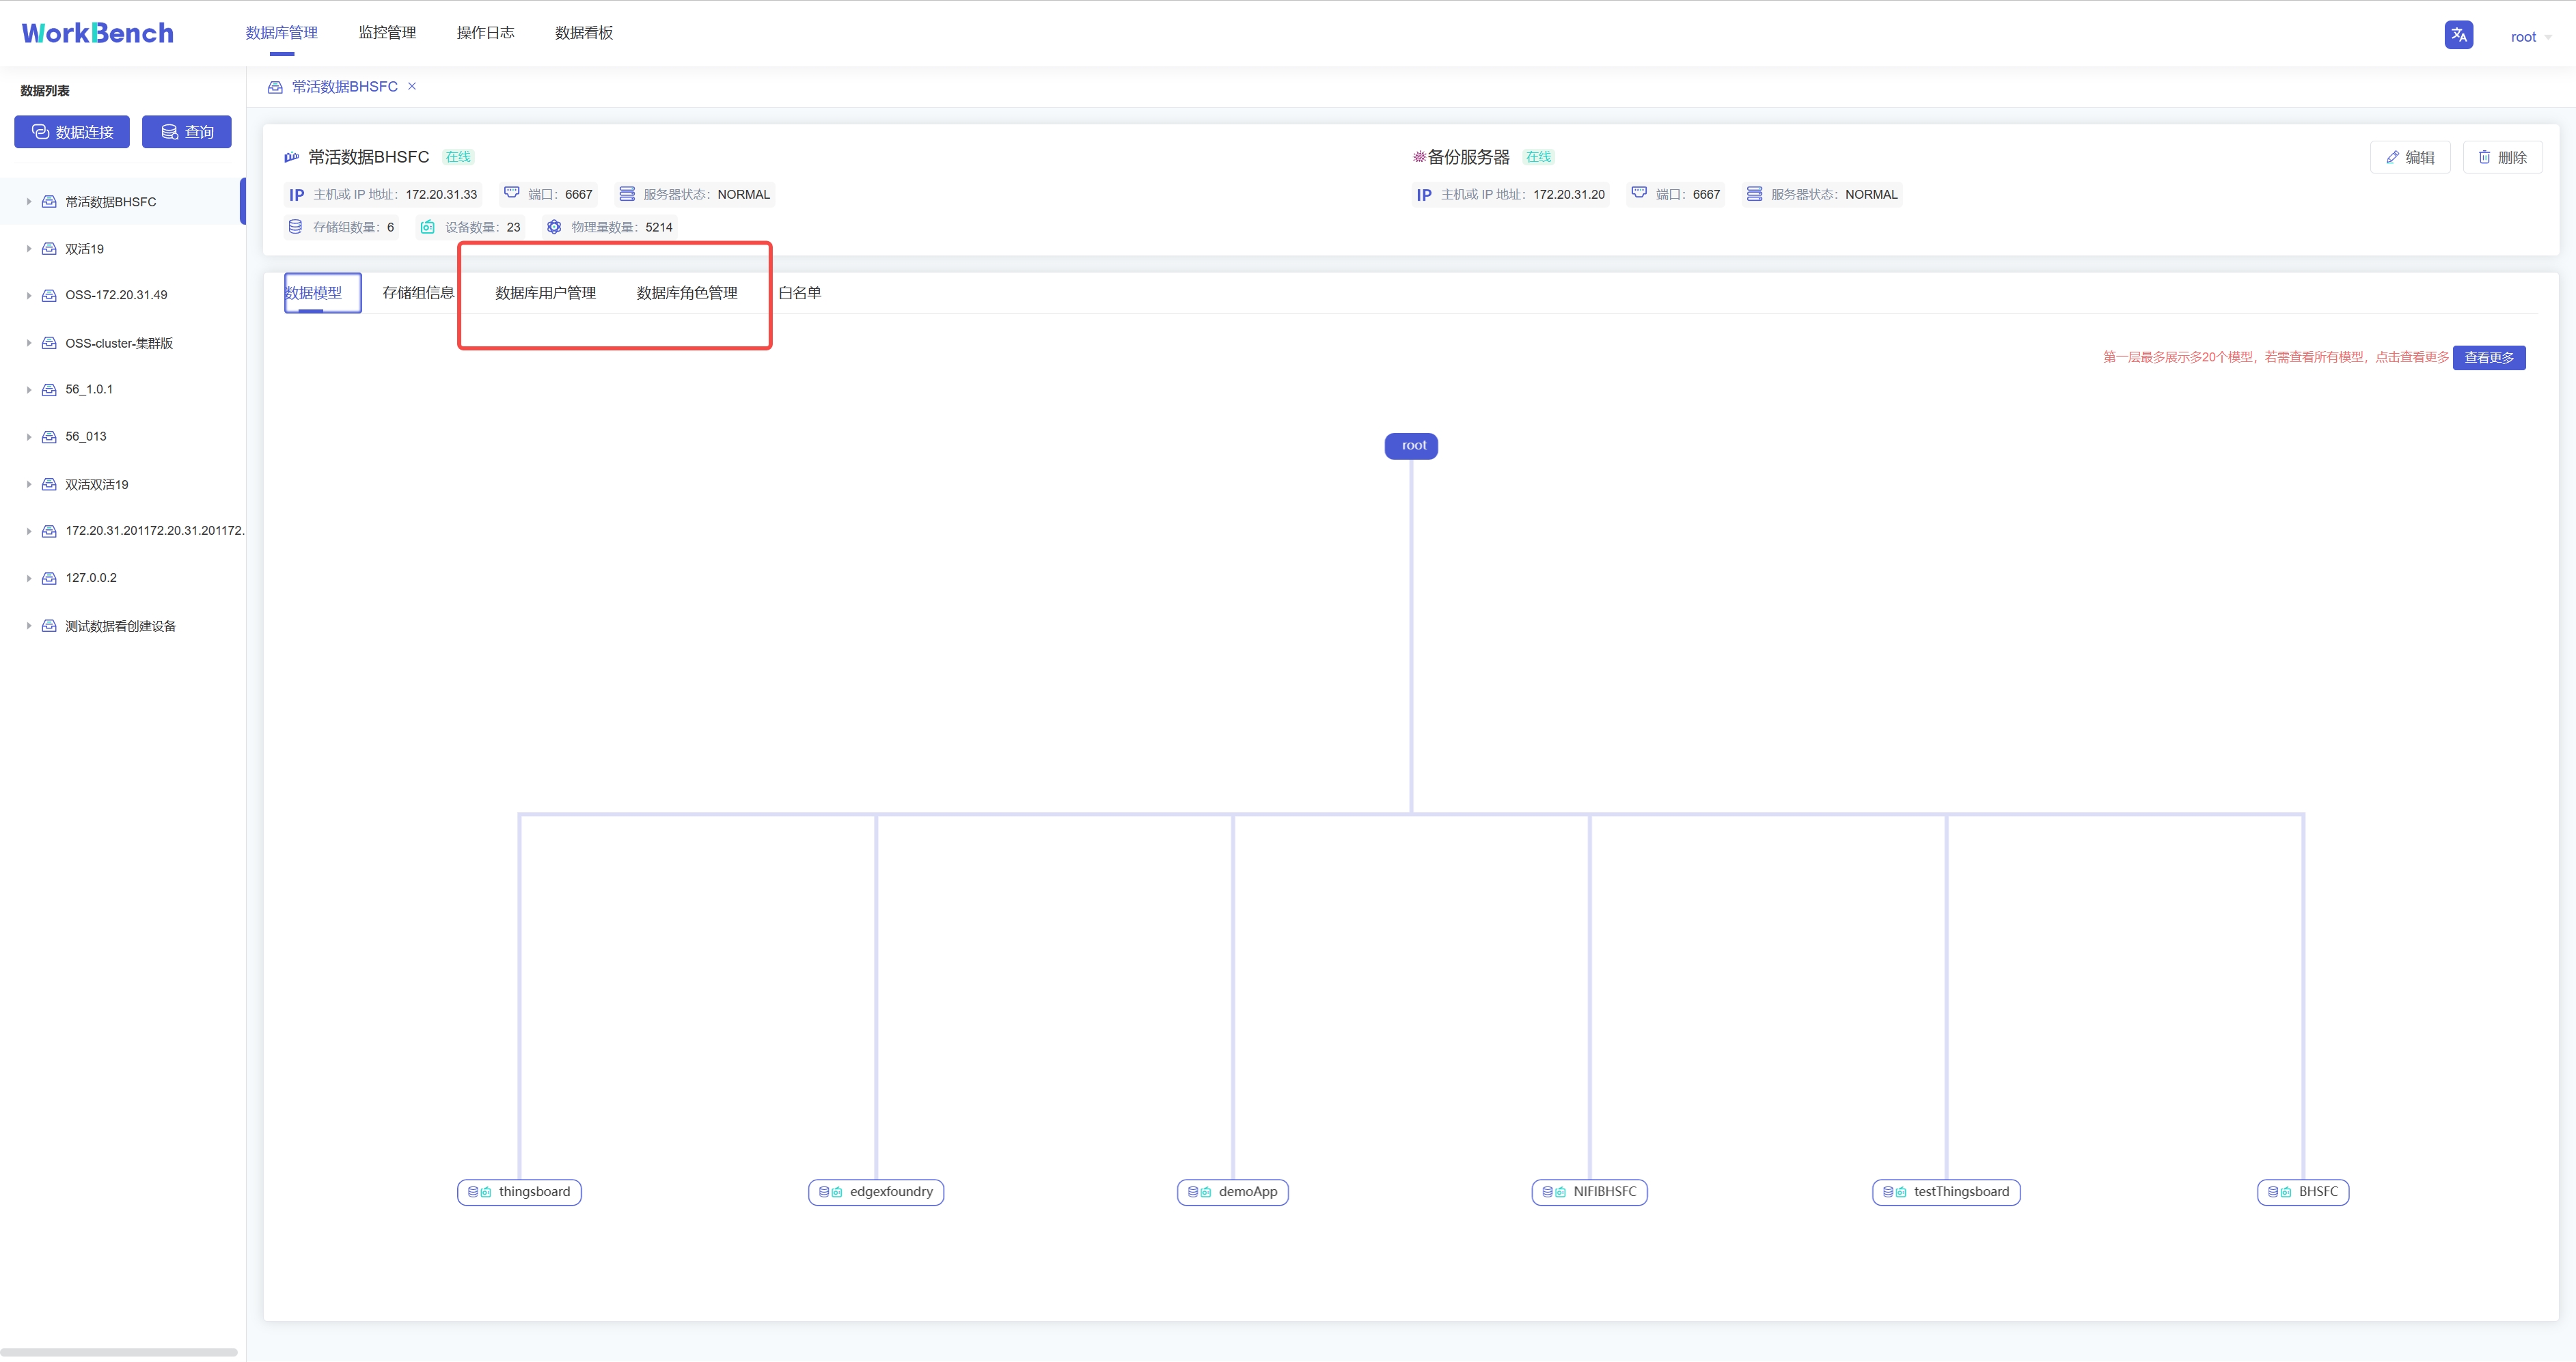 WorkBench
数据库管理 监控管理 操作日志 数据看板
root
数据列表
数据连接 查询
常活数据BHSFC
双活19
OSS-172.20.31.49
OSS-cluster-集群版
56_1.0.1
56_013
双活双活19
172.20.31.201172.20.31.201172.
127.0.0.2
测试数据看创建设备
常活数据BHSFC ×
常活数据BHSFC 在线
IP 主机或 IP 地址: 172.20.31.33 端口: 6667 服务器状态: NORMAL
存储组数量: 6 设备数量: 23 物理量数量: 5214
备份服务器 在线
IP 主机或 IP 地址: 172.20.31.20 端口: 6667 服务器状态: NORMAL
编辑 删除
数据模型 存储组信息 数据库用户管理 数据库角色管理 白名单
第一层最多展示多20个模型，若需查看所有模型，点击查看更多 查看更多
root
thingsboard edgexfoundry demoApp NIFIBHSFC testThingsboard BHSFC